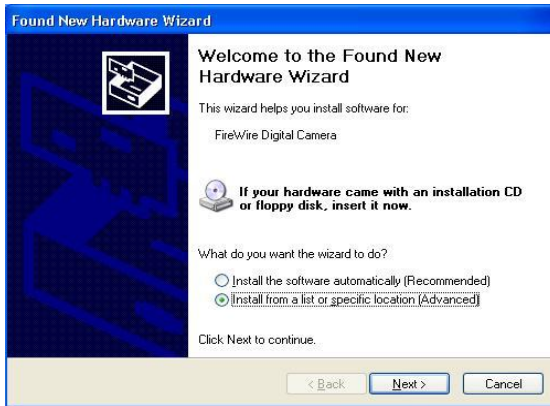 Found New Hardware Wizard
Welcome to the Found New
Hardware Wizard
This wizard helps you install software for:
FireWire Digital Camera
If your hardware came with an installation CD
or floppy disk, insert it now.
What do you want the wizard to do?
Install the software automatically (Recommended)
Install from a list or specific location (Advanced)
Click Next to continue.
< Back Next > Cancel